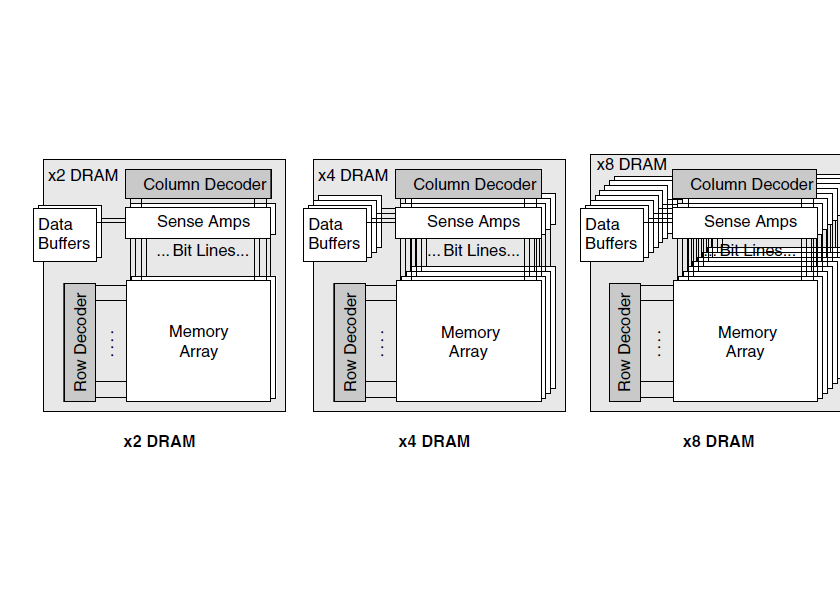 x2 DRAM
Column Decoder
Data
Buffers
Sense Amps
... Bit Lines...
Row Decoder
. . . .
Memory
Array
x2 DRAM
x4 DRAM
Column Decoder
Data
Buffers
Sense Amps
... Bit Lines...
Row Decoder
. . . .
Memory
Array
x4 DRAM
x8 DRAM
Column Decoder
Data
Buffers
Sense Amps
... Bit Lines...
Row Decoder
. . . .
Memory
Array
x8 DRAM